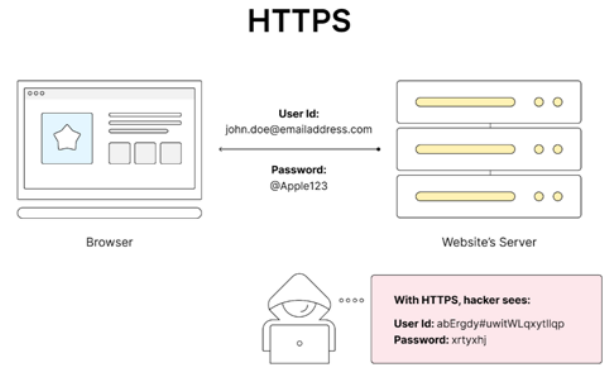 HTTPS
User Id:
john.doe@emailaddress.com
Password:
@Apple123
Browser
Website's Server
With HTTPS, hacker sees:
User Id: abErgdy#uwitWLqxytlIqp
Password: xrtyxhj